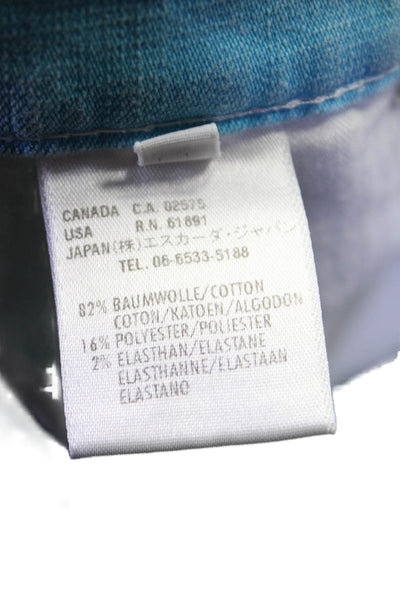 CANADA C.A. 02575
USA R.N. 61891
JAPAN(株)エスカーダ・ジャパン
TEL. 06-6533-5188
82% BAUMWOLLE/COTTON
COTON/KATOEN/ALGODON
16% POLYESTER/POLIESTER
2% ELASTHAN/ELASTANE
ELASTHANNE/ELASTAAN
ELASTANO